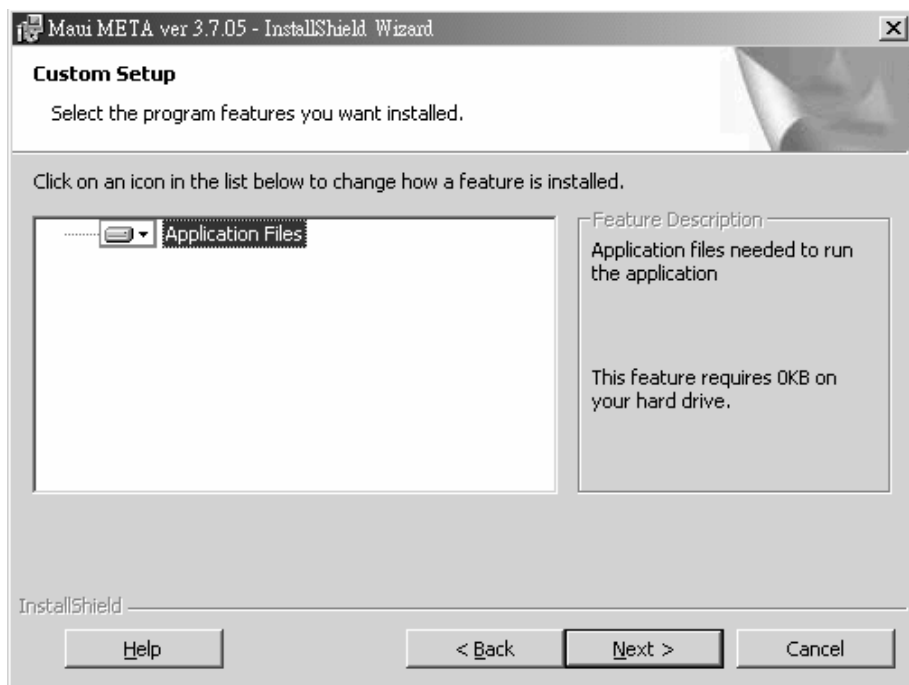 Maui META ver 3.7.05 - InstallShield Wizard
Custom Setup
Select the program features you want installed.
Click on an icon in the list below to change how a feature is installed.
Application Files
Feature Description
Application files needed to run
the application
This feature requires 0KB on
your hard drive.
InstallShield
Help
< Back
Next >
Cancel